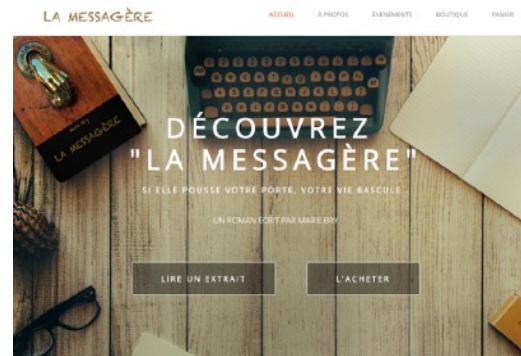 LA MESSAGÈRE
ACCUEIL À PROPOS ÉVÉNEMENTS BOUTIQUE PANIER
LA MESSAGÈRE
DÉCOUVREZ
"LA MESSAGÈRE"
SI ELLE POUSSE VOTRE PORTE, VOTRE VIE BASCULE...
UN ROMAN ÉCRIT PAR MARIE BRY
LIRE UN EXTRAIT
L'ACHETER